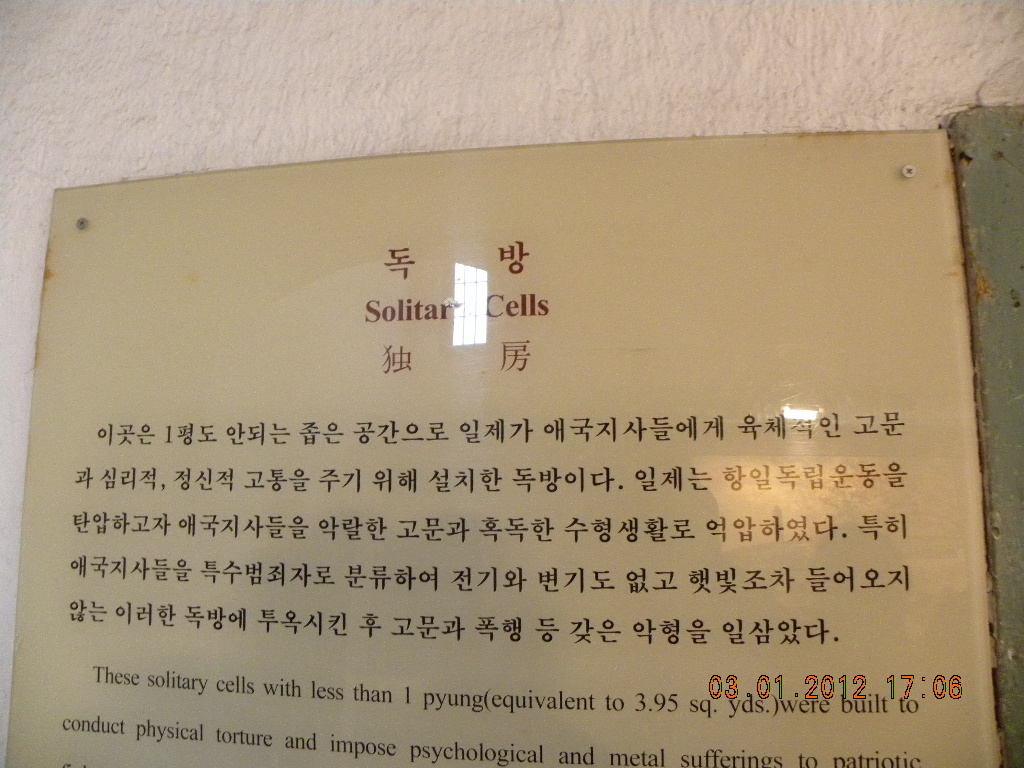 독 방
Solitary Cells
独 房
이곳은 1평도 안되는 좁은 공간으로 일제가 애국지사들에게 육체적인 고문
과 심리적, 정신적 고통을 주기 위해 설치한 독방이다. 일제는 항일독립운동을
탄압하고자 애국지사들을 악랄한 고문과 혹독한 수형생활로 억압하였다. 특히
애국지사들을 특수범죄자로 분류하여 전기와 변기도 없고 햇빛조차 들어오지
않는 이러한 독방에 투옥시킨 후 고문과 폭행 등 갖은 악형을 일삼았다.
These solitary cells with less than 1 pyung(equivalent to 3.95 sq. yds.)were built to
conduct physical torture and impose psychological and metal sufferings to patriotic
03.01.2012 17:06